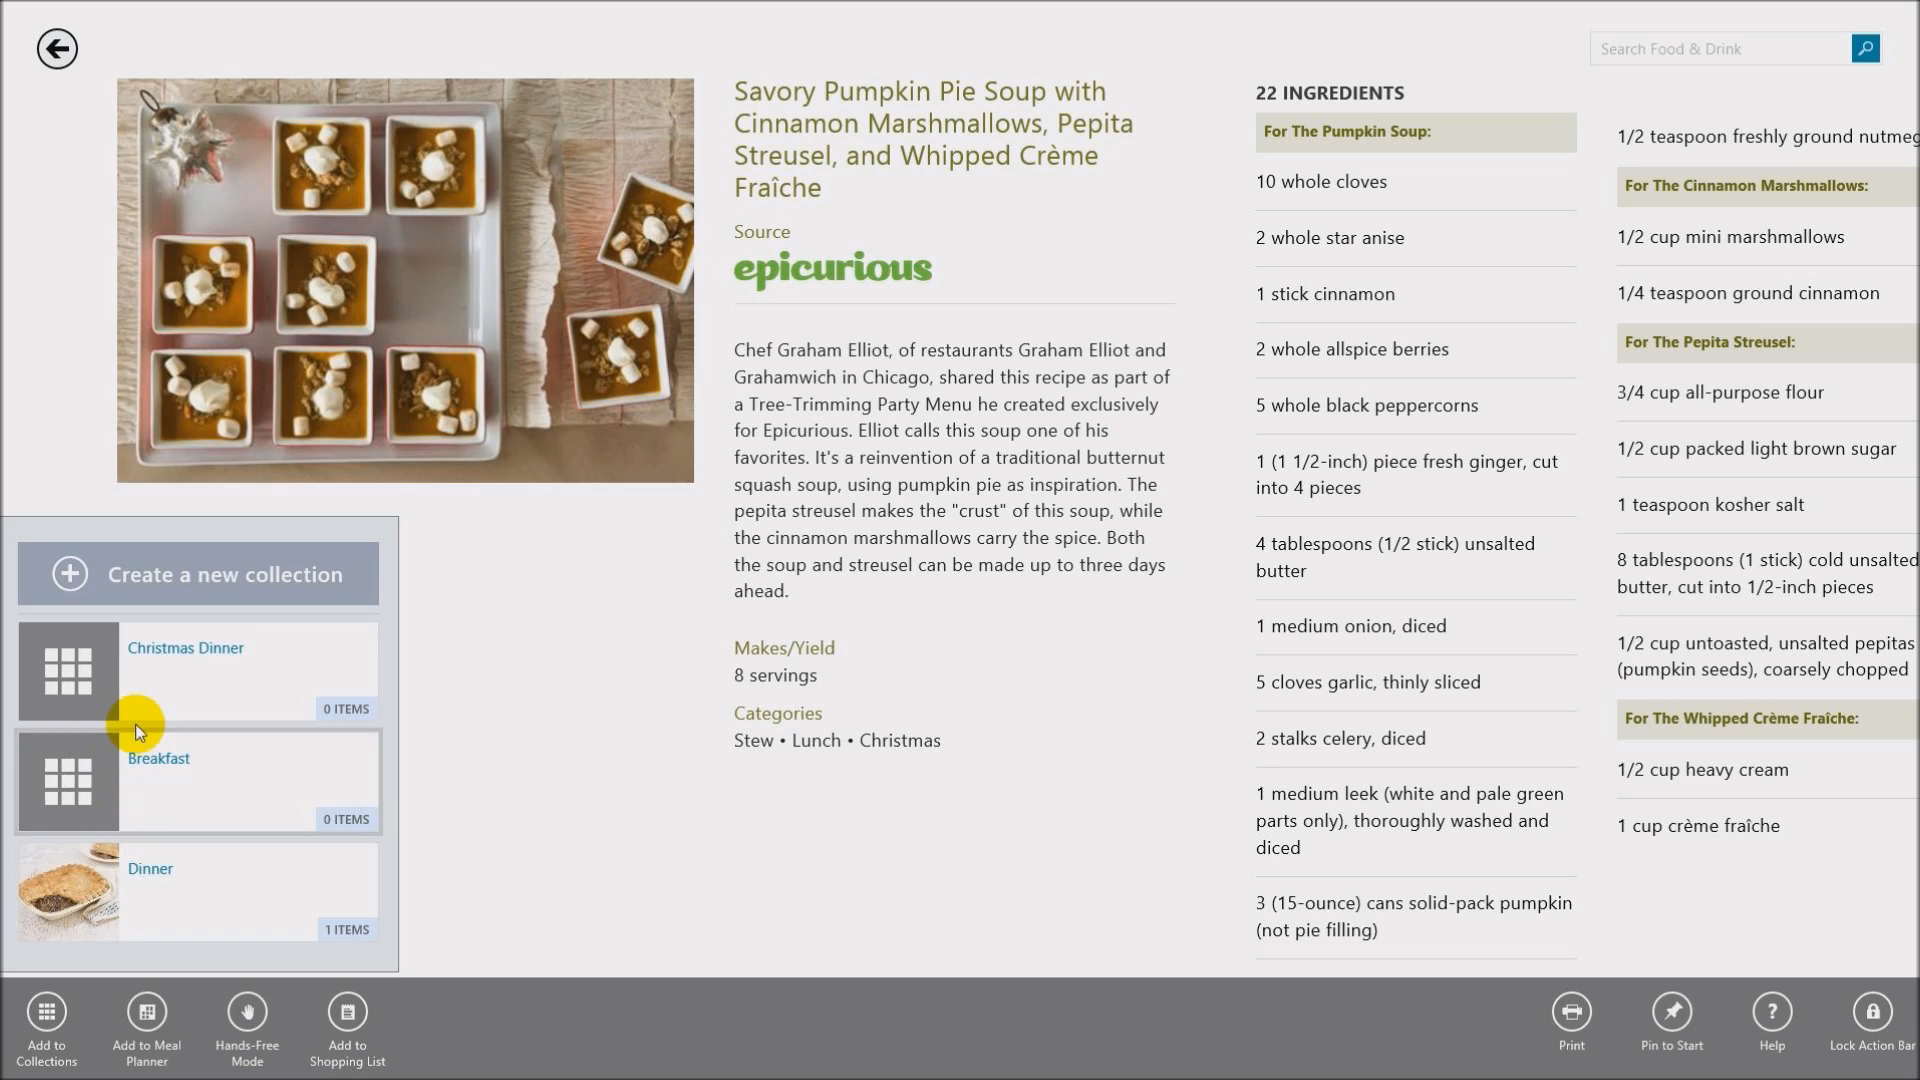 Search Food & Drink
Savory Pumpkin Pie Soup with
Cinnamon Marshmallows, Pepita
Streusel, and Whipped Crème
Fraîche
Source
epicurious
Chef Graham Elliot, of restaurants Graham Elliot and
Grahamwich in Chicago, shared this recipe as part of
a Tree-Trimming Party Menu he created exclusively
for Epicurious. Elliot calls this soup one of his
favorites. It's a reinvention of a traditional butternut
squash soup, using pumpkin pie as inspiration. The
pepita streusel makes the "crust" of this soup, while
the cinnamon marshmallows carry the spice. Both
the soup and streusel can be made up to three days
ahead.
Makes/Yield
8 servings
Categories
Stew • Lunch • Christmas
22 INGREDIENTS
For The Pumpkin Soup:
10 whole cloves
2 whole star anise
1 stick cinnamon
2 whole allspice berries
5 whole black peppercorns
1 (1 1/2-inch) piece fresh ginger, cut
into 4 pieces
4 tablespoons (1/2 stick) unsalted
butter
1 medium onion, diced
5 cloves garlic, thinly sliced
2 stalks celery, diced
1 medium leek (white and pale green
parts only), thoroughly washed and
diced
3 (15-ounce) cans solid-pack pumpkin
(not pie filling)
1/2 teaspoon freshly ground nutmeg
For The Cinnamon Marshmallows:
1/2 cup mini marshmallows
1/4 teaspoon ground cinnamon
For The Pepita Streusel:
3/4 cup all-purpose flour
1/2 cup packed light brown sugar
1 teaspoon kosher salt
8 tablespoons (1 stick) cold unsalted
butter, cut into 1/2-inch pieces
1/2 cup untoasted, unsalted pepitas
(pumpkin seeds), coarsely chopped
For The Whipped Crème Fraîche:
1/2 cup heavy cream
1 cup crème fraîche
Create a new collection
Christmas Dinner
0 ITEMS
Breakfast
0 ITEMS
Dinner
1 ITEMS
Add to
Collections
Add to Meal
Planner
Hands-Free
Mode
Add to
Shopping List
Print
Pin to Start
Help
Lock Action Bar